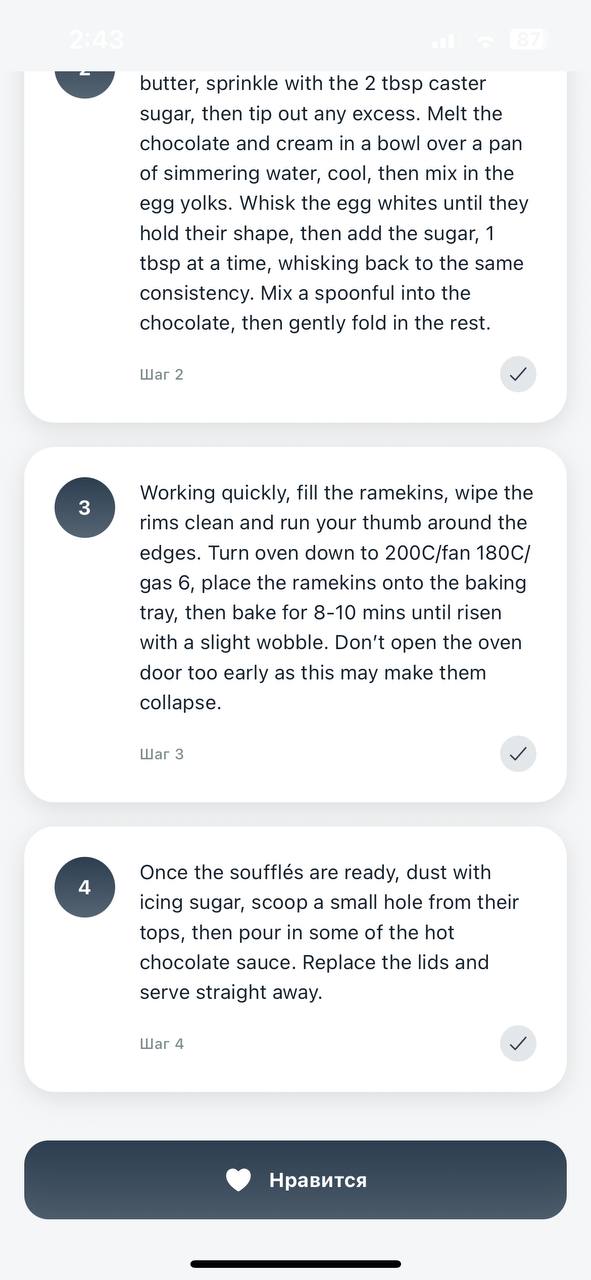 2:43
87
2
butter, sprinkle with the 2 tbsp caster
sugar, then tip out any excess. Melt the
chocolate and cream in a bowl over a pan
of simmering water, cool, then mix in the
egg yolks. Whisk the egg whites until they
hold their shape, then add the sugar, 1
tbsp at a time, whisking back to the same
consistency. Mix a spoonful into the
chocolate, then gently fold in the rest.
Шаг 2
3
Working quickly, fill the ramekins, wipe the
rims clean and run your thumb around the
edges. Turn oven down to 200C/fan 180C/
gas 6, place the ramekins onto the baking
tray, then bake for 8-10 mins until risen
with a slight wobble. Don’t open the oven
door too early as this may make them
collapse.
Шаг 3
4
Once the soufflés are ready, dust with
icing sugar, scoop a small hole from their
tops, then pour in some of the hot
chocolate sauce. Replace the lids and
serve straight away.
Шаг 4
Нравится